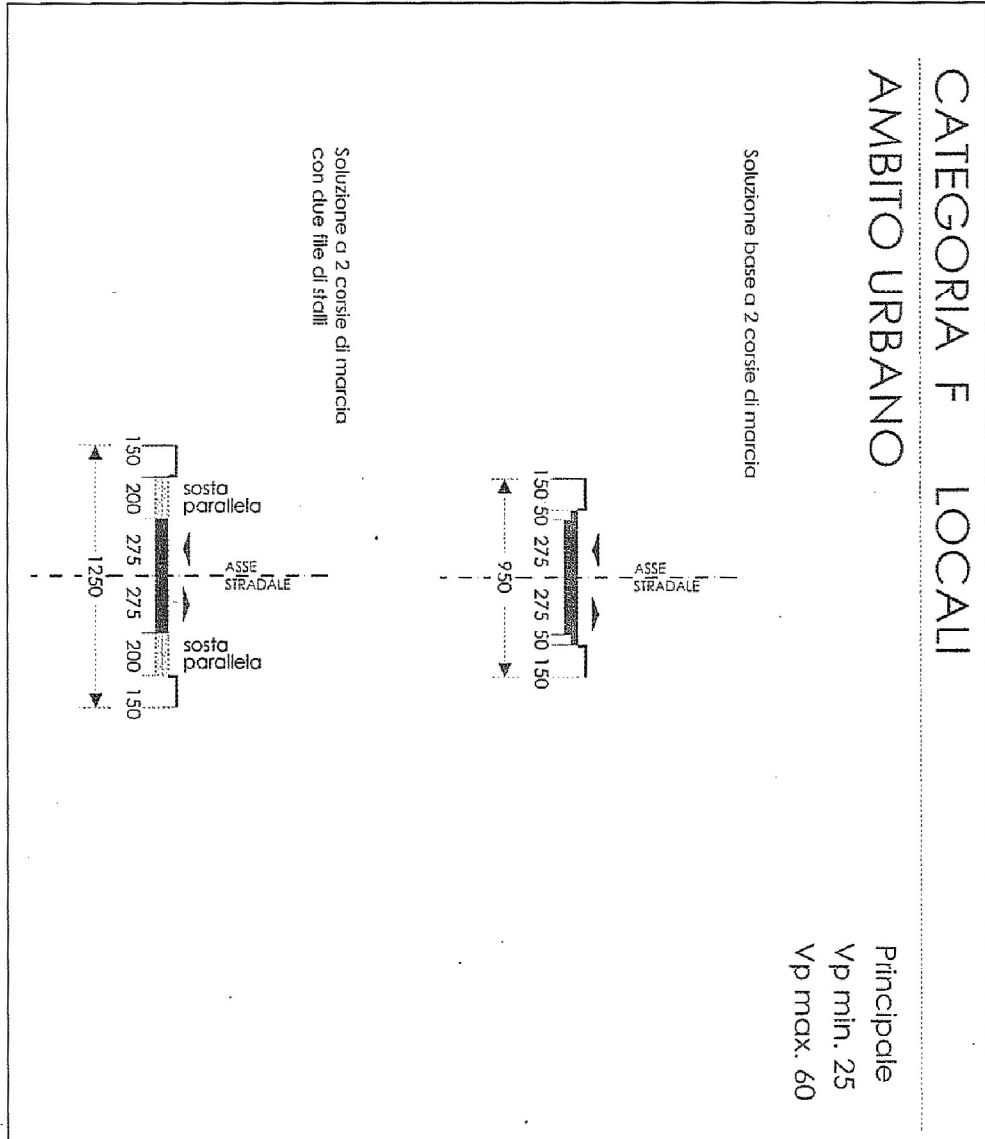 CATEGORIA F LOCALI
AMBITO URBANO
Principale
Vp min. 25
Vp max. 60
Soluzione base a 2 corsie di marcia
ASSE
STRADALE
150 50 275 275 50 150
950
Soluzione a 2 corsie di marcia
con due file di stalli
ASSE
STRADALE
sosta
parallela
sosta
parallela
150 200 275 275 200 150
1250